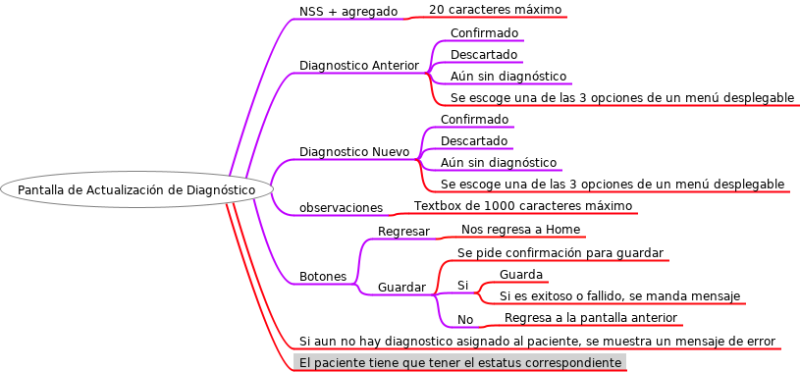 Pantalla de Actualización de Diagnóstico
NSS + agregado
20 caracteres máximo
Diagnostico Anterior
Confirmado
Descartado
Aún sin diagnóstico
Se escoge una de las 3 opciones de un menú desplegable
Diagnostico Nuevo
Confirmado
Descartado
Aún sin diagnóstico
Se escoge una de las 3 opciones de un menú desplegable
observaciones
Textbox de 1000 caracteres máximo
Botones
Regresar
Nos regresa a Home
Guardar
Se pide confirmación para guardar
Si
Guarda
Si es exitoso o fallido, se manda mensaje
No
Regresa a la pantalla anterior
Si aun no hay diagnostico asignado al paciente, se muestra un mensaje de error
El paciente tiene que tener el estatus correspondiente